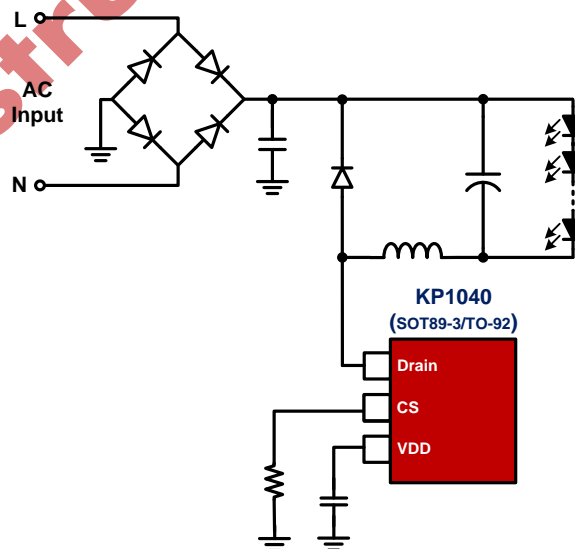 L
AC
Input
N
KP1040
(SOT89-3/TO-92)
Drain
CS
VDD